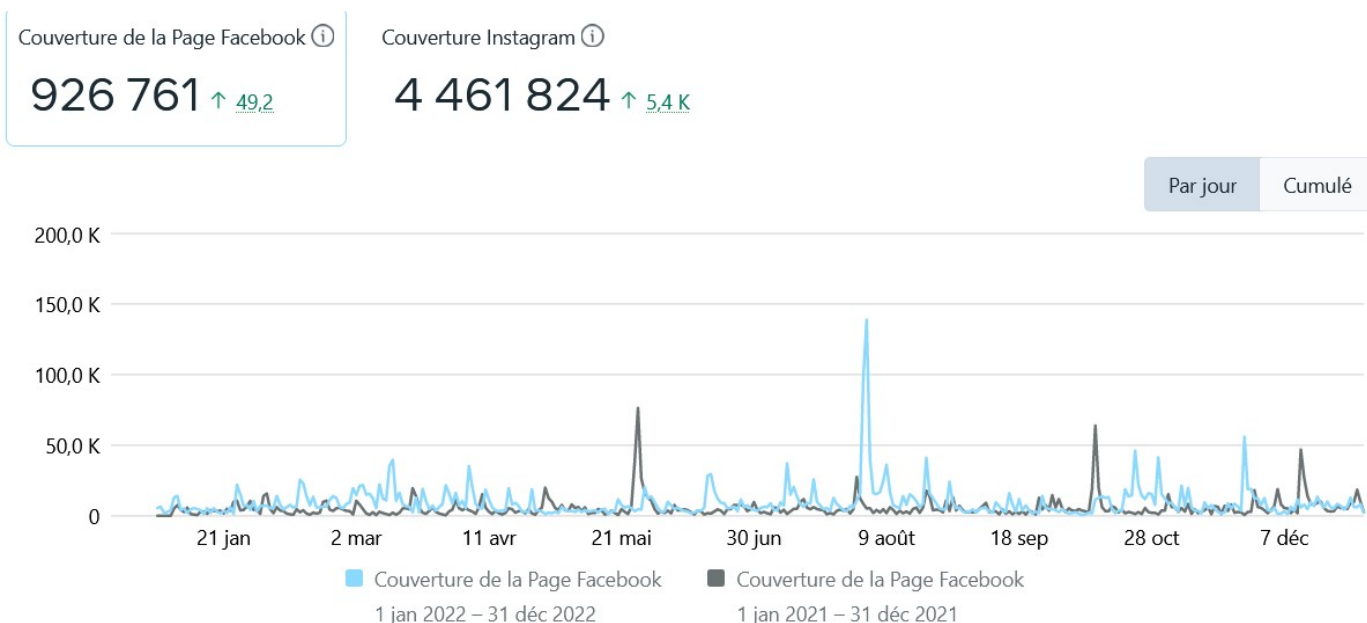 Couverture de la Page Facebook
926 761 ↑ 49,2
Couverture Instagram
4 461 824 ↑ 5,4 K
Par jour
Cumulé
200,0 K
150,0 K
100,0 K
50,0 K
0
21 jan
2 mar
11 avr
21 mai
30 jun
9 août
18 sep
28 oct
7 déc
Couverture de la Page Facebook
1 jan 2022 – 31 déc 2022
Couverture de la Page Facebook
1 jan 2021 – 31 déc 2021